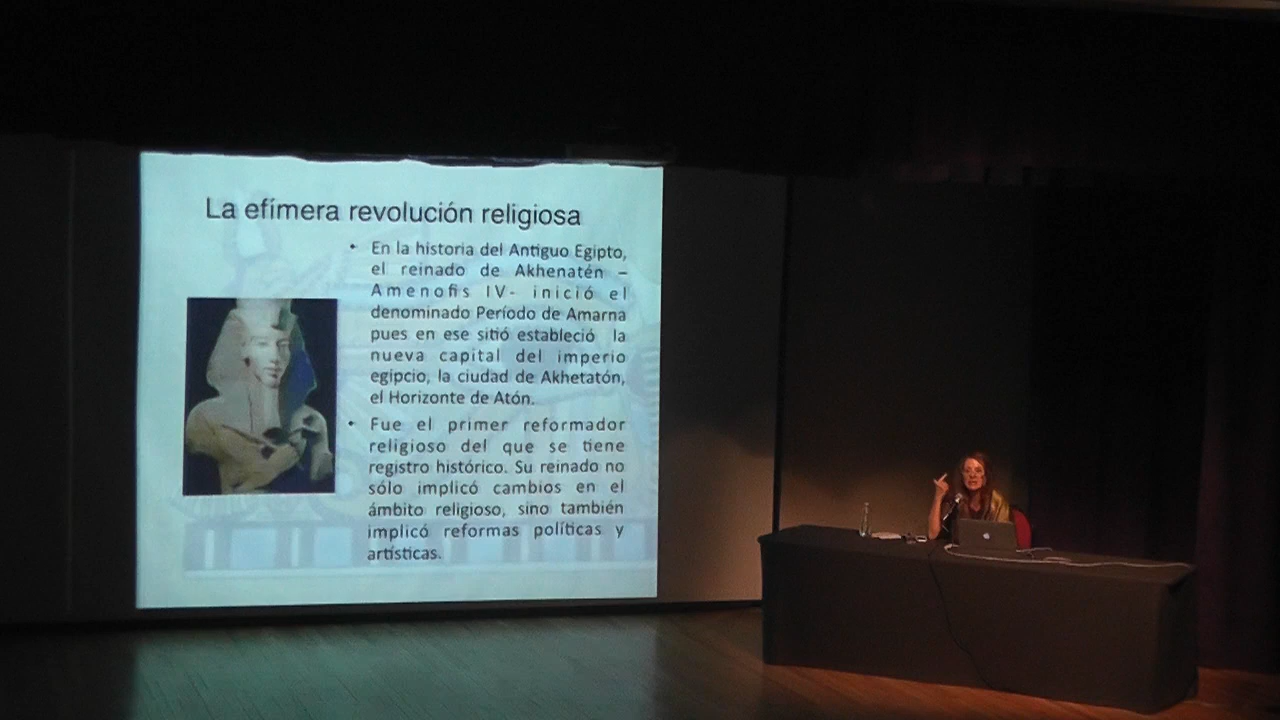 La efímera revolución religiosa
• En la historia del Antiguo Egipto,
el reinado de Akhenatén –
Amenofis IV- inició el
denominado Período de Amarna
pues en ese sitió estableció la
nueva capital del imperio
egipcio, la ciudad de Akhetatón,
el Horizonte de Atón.
• Fue el primer reformador
religioso del que se tiene
registro histórico. Su reinado no
sólo implicó cambios en el
ámbito religioso, sino también
implicó reformas políticas y
artísticas.